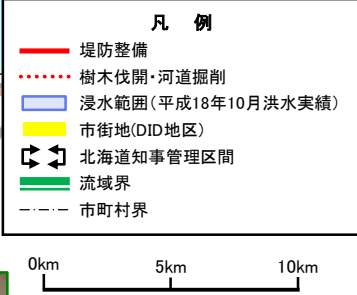 凡 例
堤防整備
樹木伐開・河道掘削
浸水範囲(平成18年10月洪水実績)
市街地(DID地区)
北海道知事管理区間
流域界
市町村界
0km 5km 10km